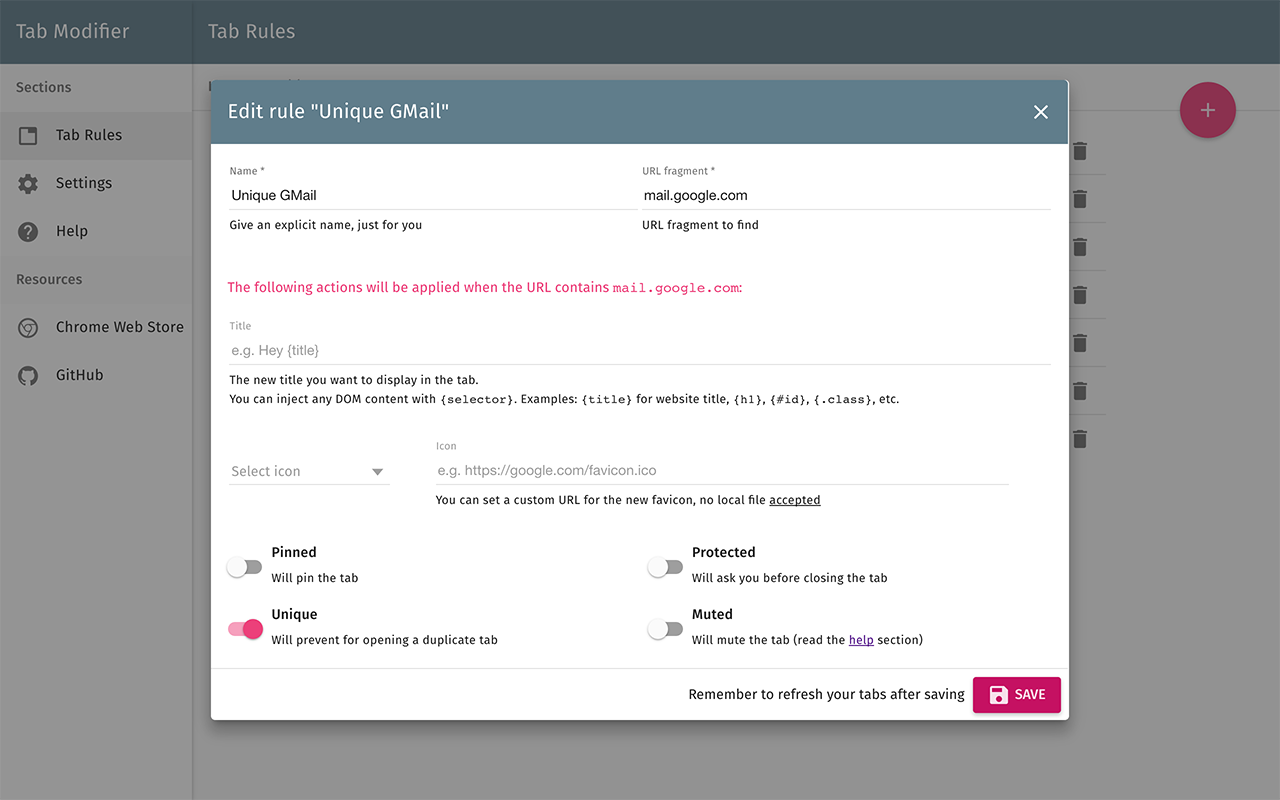 Tab Modifier
Tab Rules
Sections
Tab Rules
Settings
Help
Resources
Chrome Web Store
GitHub
Edit rule "Unique GMail"
Name *
URL fragment *
Unique GMail
mail.google.com
Give an explicit name, just for you
URL fragment to find
The following actions will be applied when the URL contains mail.google.com:
Title
e.g. Hey {title}
The new title you want to display in the tab.
You can inject any DOM content with {selector}. Examples: {title} for website title, {h1}, {#id}, {.class}, etc.
Icon
Select icon
e.g. https://google.com/favicon.ico
You can set a custom URL for the new favicon, no local file accepted
Pinned
Will pin the tab
Protected
Will ask you before closing the tab
Unique
Will prevent for opening a duplicate tab
Muted
Will mute the tab (read the help section)
Remember to refresh your tabs after saving
SAVE